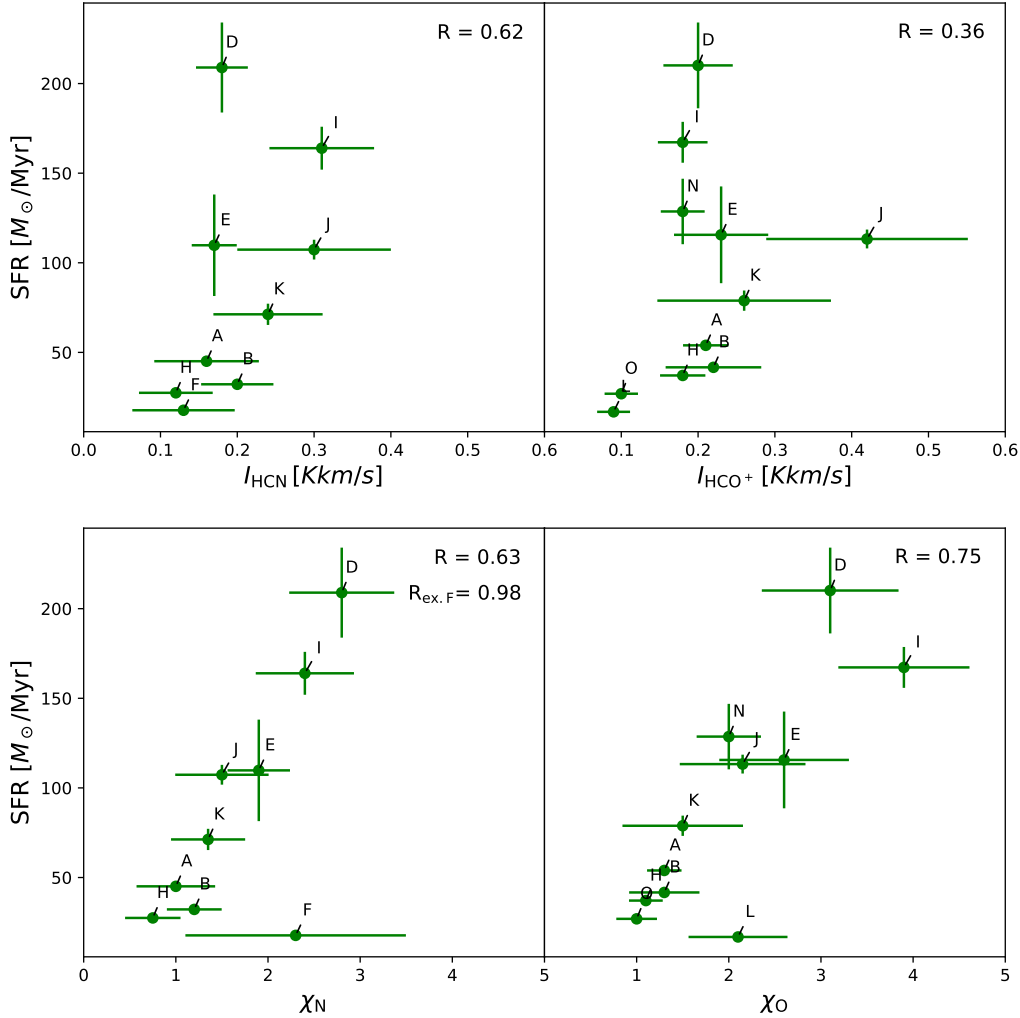 R = 0.62
D
I
E
J
K
A
B
H
F
SFR [M⊙/Myr]
200
150
100
50
0.0 0.1 0.2 0.3 0.4 0.5 0.6
I_HCN [Kkm/s]
R = 0.36
D
I
N
E
J
K
A
B
H
O
L
0.1 0.2 0.3 0.4 0.5 0.6
I_HCO+ [Kkm/s]
R = 0.63
R_ex. F = 0.98
D
I
J
E
K
A
B
H
F
SFR [M⊙/Myr]
200
150
100
50
0 1 2 3 4 5
χ_N
R = 0.75
D
I
N
J
E
K
A
B
H
O
L
1 2 3 4 5
χ_O